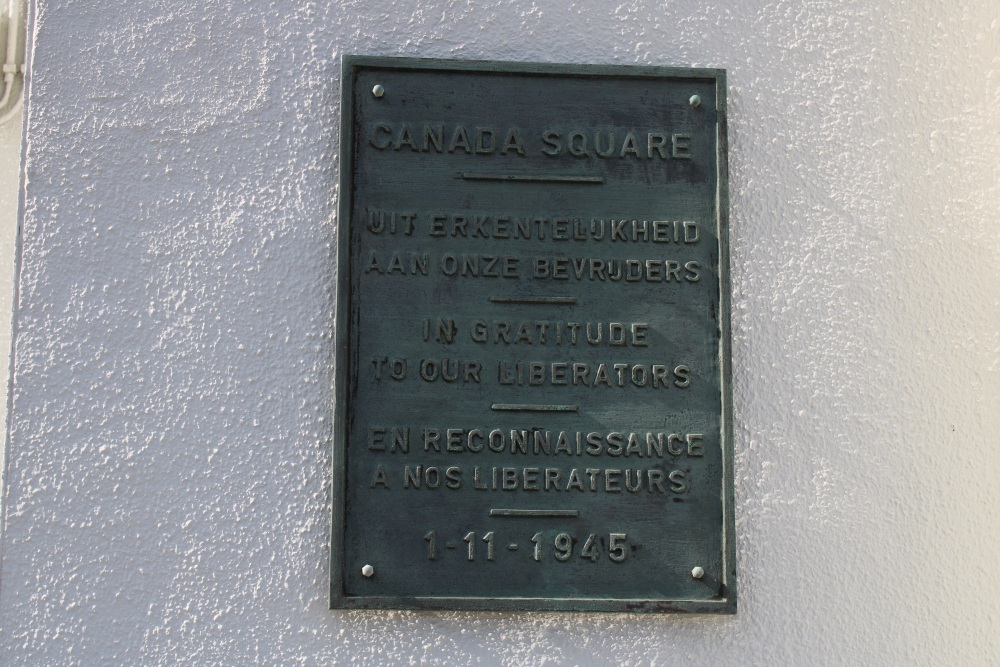 CANADA SQUARE
UIT ERKENTELIJKHEID
AAN ONZE BEVRIJDERS
IN GRATITUDE
TO OUR LIBERATORS
EN RECONNAISSANCE
A NOS LIBERATEURS
1-11-1945